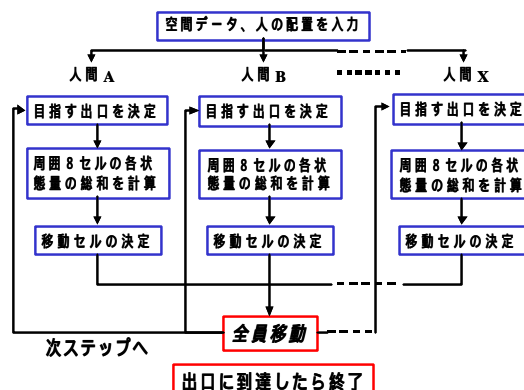 空間データ、人の配置を入力
人間 A
人間 B
人間 X
目指す出口を決定
目指す出口を決定
目指す出口を決定
周囲8セルの各状
態量の総和を計算
周囲8セルの各状
態量の総和を計算
周囲8セルの各状
態量の総和を計算
移動セルの決定
移動セルの決定
移動セルの決定
全員移動
次ステップへ
出口に到達したら終了